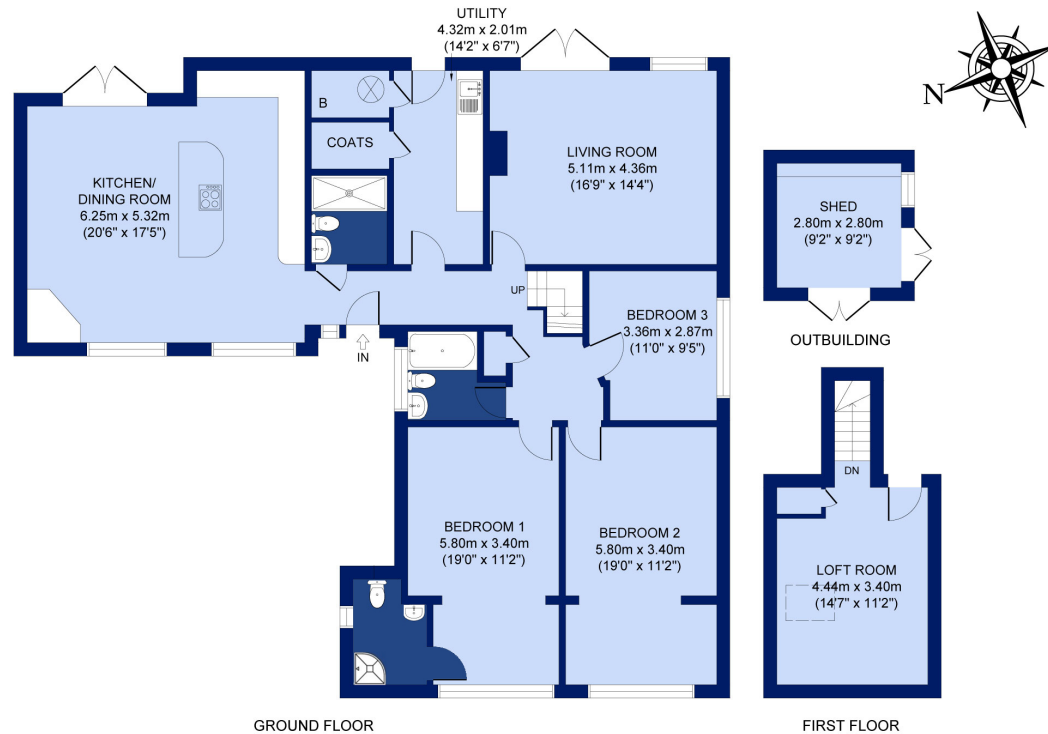 UTILITY
4.32m x 2.01m
(14'2" x 6'7")
N
B
COATS
KITCHEN/
DINING ROOM
6.25m x 5.32m
(20'6" x 17'5")
LIVING ROOM
5.11m x 4.36m
(16'9" x 14'4")
SHED
2.80m x 2.80m
(9'2" x 9'2")
OUTBUILDING
UP
BEDROOM 3
3.36m x 2.87m
(11'0" x 9'5")
IN
BEDROOM 1
5.80m x 3.40m
(19'0" x 11'2")
BEDROOM 2
5.80m x 3.40m
(19'0" x 11'2")
DN
LOFT ROOM
4.44m x 3.40m
(14'7" x 11'2")
GROUND FLOOR
FIRST FLOOR